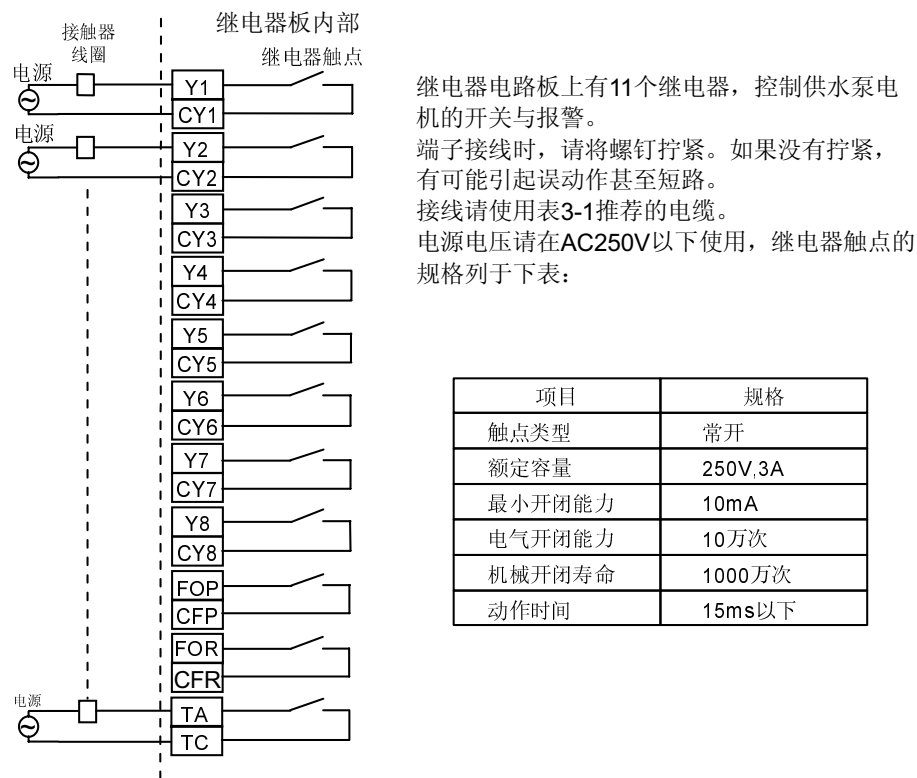 接触器
线圈
继电器板内部
继电器触点
电源
Y1
CY1
电源
Y2
CY2
Y3
CY3
Y4
CY4
Y5
CY5
Y6
CY6
Y7
CY7
Y8
CY8
FOP
CFP
FOR
CFR
电源
TA
TC
继电器电路板上有11个继电器，控制供水泵电
机的开关与报警。
端子接线时，请将螺钉拧紧。如果没有拧紧，
有可能引起误动作甚至短路。
接线请使用表3-1推荐的电缆。
电源电压请在AC250V以下使用，继电器触点的
规格列于下表：
项目 规格
触点类型 常开
额定容量 250V,3A
最小开闭能力 10mA
电气开闭能力 10万次
机械开闭寿命 1000万次
动作时间 15ms以下